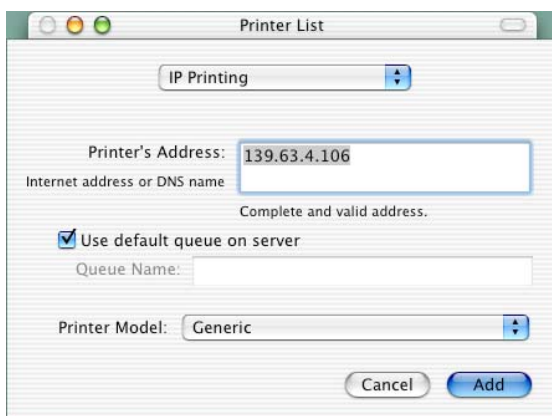 Printer List
IP Printing
Printer's Address: 139.63.4.106
Internet address or DNS name
Complete and valid address.
Use default queue on server
Queue Name:
Printer Model: Generic
Cancel Add